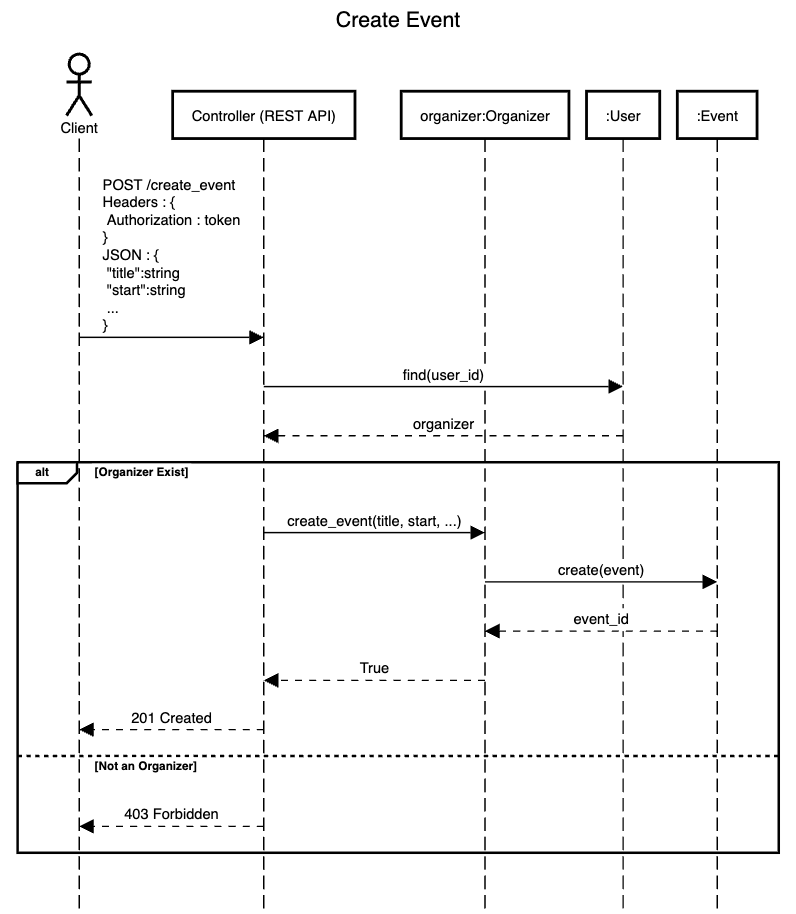 Create Event
Client
Controller (REST API)
organizer:Organizer
:User
:Event
POST /create_event
Headers : {
Authorization : token
}
JSON : {
"title":string
"start":string
...
}
find(user_id)
organizer
alt
[Organizer Exist]
create_event(title, start, ...)
create(event)
event_id
True
201 Created
[Not an Organizer]
403 Forbidden